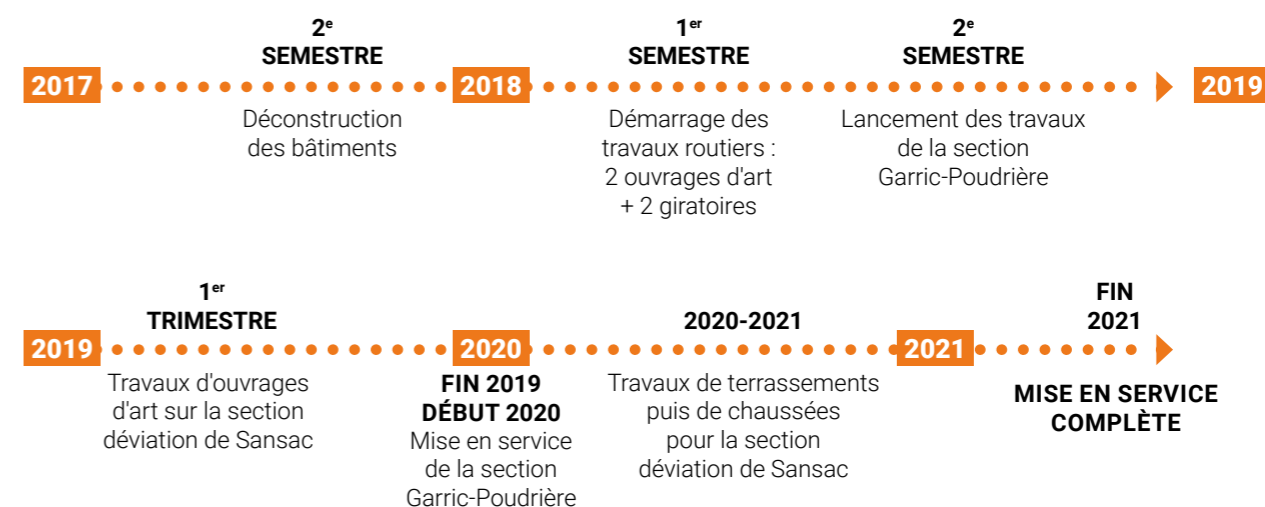 2017
2e
SEMESTRE
Déconstruction
des bâtiments
2018
1er
SEMESTRE
Démarrage des
travaux routiers :
2 ouvrages d'art
+ 2 giratoires
2e
SEMESTRE
Lancement des travaux
de la section
Garric-Poudrière
2019
2019
1er
TRIMESTRE
Travaux d'ouvrages
d'art sur la section
déviation de Sansac
2020
FIN 2019
DÉBUT 2020
Mise en service
de la section
Garric-Poudrière
2020-2021
Travaux de terrassements
puis de chaussées
pour la section
déviation de Sansac
2021
FIN
2021
MISE EN SERVICE
COMPLÈTE